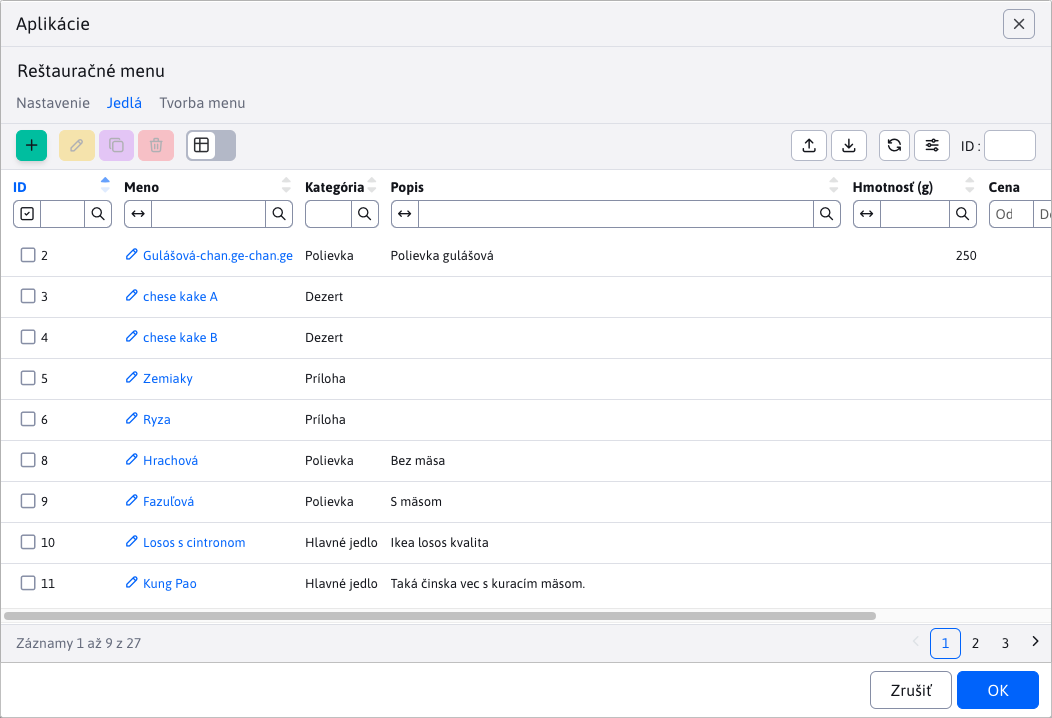 Aplikácie
Reštauračné menu
Nastavenie Jedlá Tvorba menu
ID :
ID Meno Kategória Popis Hmotnosť (g) Cena
Od
2 Gulášová-chan.ge-chan.ge Polievka Polievka gulášová 250
3 chese kake A Dezert
4 chese kake B Dezert
5 Zemiaky Príloha
6 Ryza Príloha
8 Hrachová Polievka Bez mäsa
9 Fazuľová Polievka S mäsom
10 Losos s cintronom Hlavné jedlo Ikea losos kvalita
11 Kung Pao Hlavné jedlo Taká činska vec s kuracím mäsom.
Záznamy 1 až 9 z 27 1 2 3
Zrušiť OK